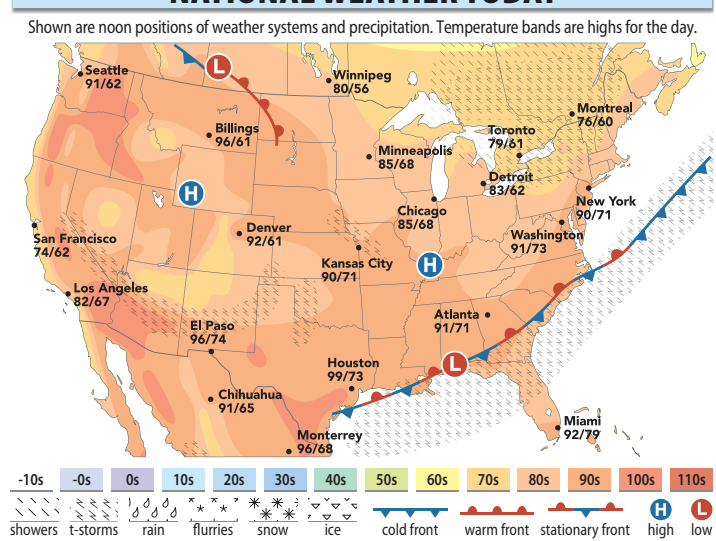 NATIONAL WEATHER TODAY
Shown are noon positions of weather systems and precipitation. Temperature bands are highs for the day.
Seattle
91/62
L
Winnipeg
80/56
Montreal
76/60
Billings
96/61
Toronto
79/61
Minneapolis
85/68
Detroit
83/62
H
New York
90/71
Chicago
85/68
San Francisco
74/62
Denver
92/61
Washington
91/73
Kansas City
90/71
H
Los Angeles
82/67
Atlanta
91/71
El Paso
96/74
Houston
99/73
L
Chihuahua
91/65
Miami
92/79
Monterrey
96/68
-10s -0s 0s 10s 20s 30s 40s 50s 60s 70s 80s 90s 100s 110s
H L
showers t-storms rain flurries snow ice cold front warm front stationary front high low